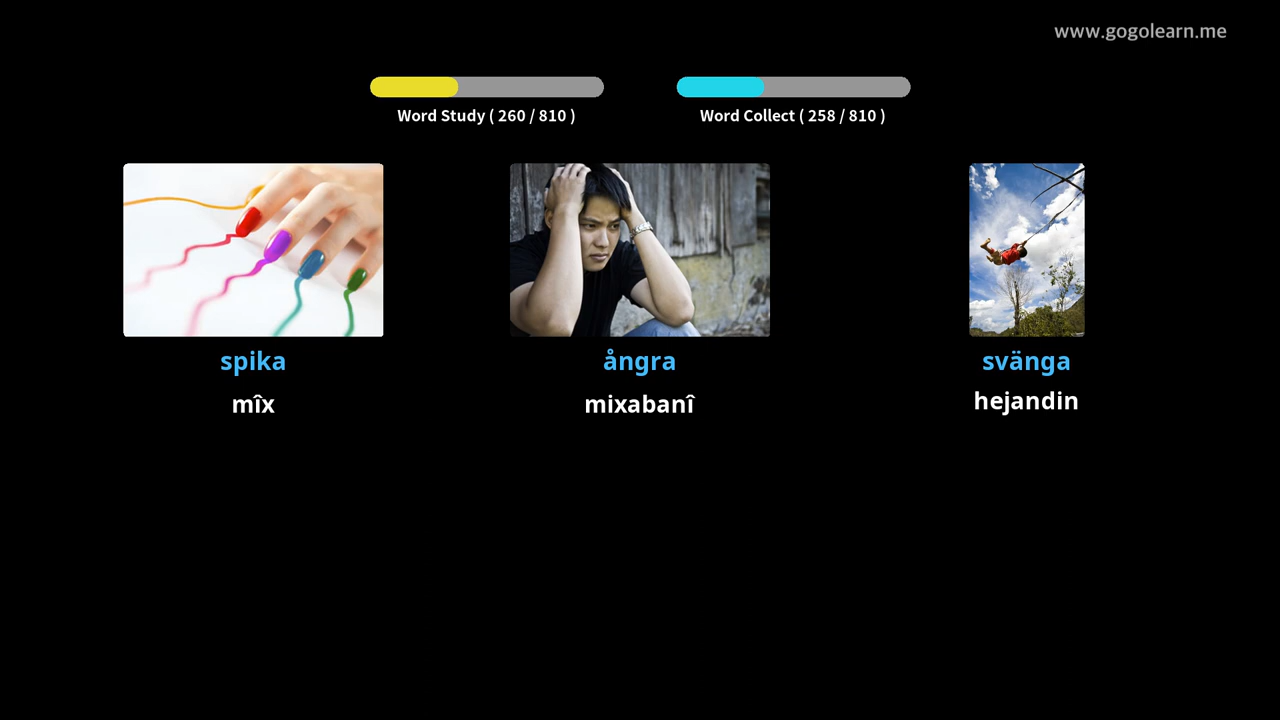 www.gogolearn.me
Word Study ( 260 / 810 )
Word Collect ( 258 / 810 )
spika
mîx
ångra
mixabanî
svänga
hejandin